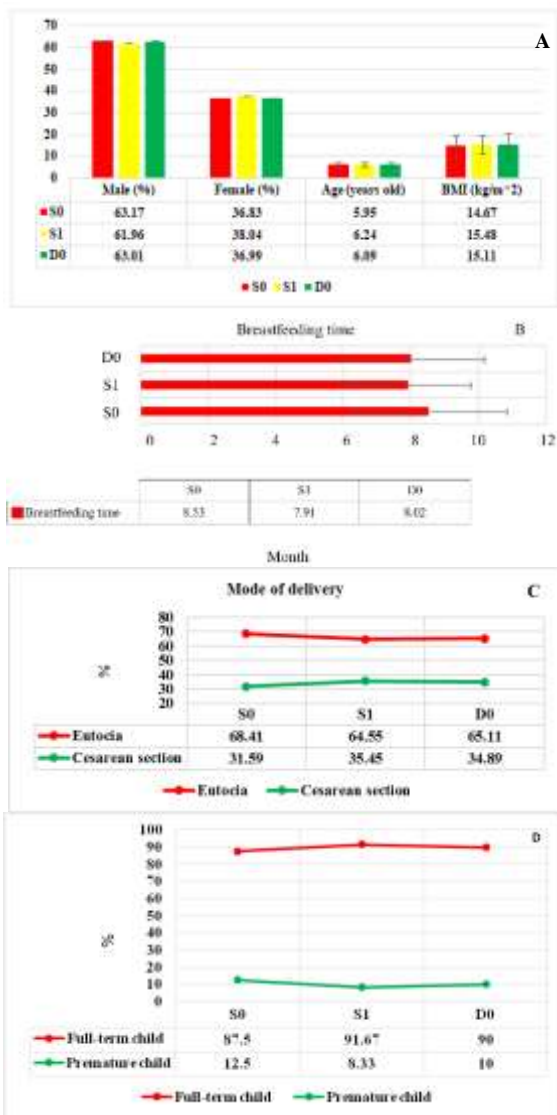 A
70
60
50
40
30
20
10
0
Male (%) Female (%) Age (years old) BMI (kg/m^2)
S0 63.17 36.83 5.95 14.67
S1 61.96 38.04 6.24 15.48
D0 63.01 36.99 6.09 15.11
S0 S1 D0
Breastfeeding time B
D0
S1
S0
0 2 4 6 8 10 12
S0 S1 D0
Breastfeeding time 8.53 7.91 8.02
Month
Mode of delivery C
%
80
70
60
50
40
30
20
S0 S1 D0
Eutocia 68.41 64.55 65.11
Cesarean section 31.59 35.45 34.89
Eutocia Cesarean section
D
%
100
90
80
70
60
50
40
30
20
10
0
S0 S1 D0
Full-term child 87.5 91.67 90
Premature child 12.5 8.33 10
Full-term child Premature child